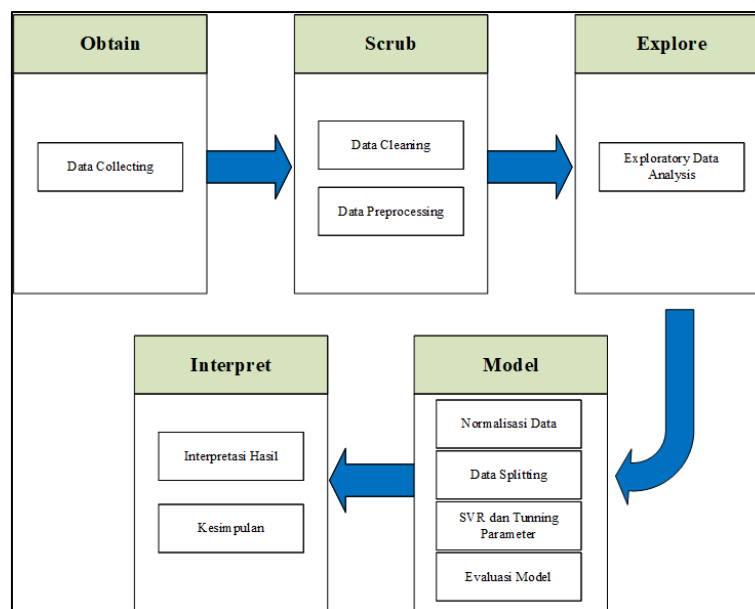 Obtain
Data Collecting
Scrub
Data Cleaning
Data Preprocessing
Explore
Exploratory Data
Analysis
Model
Normalisasi Data
Data Splitting
SVR dan Tunning
Parameter
Evaluasi Model
Interpret
Interpretasi Hasil
Kesimpulan